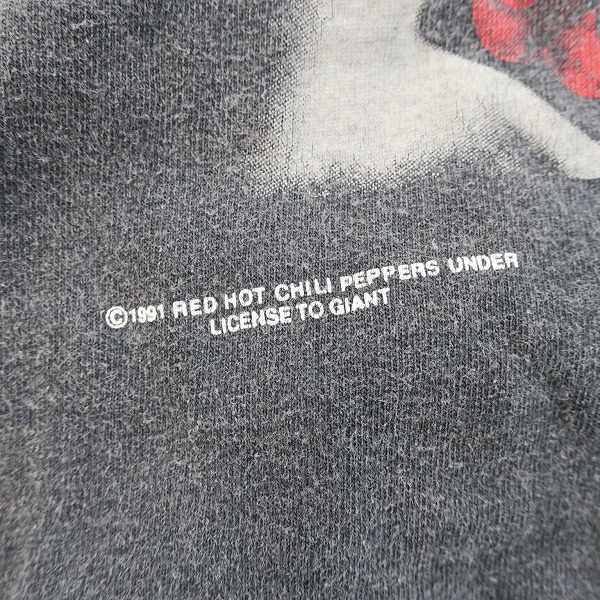 ©1991 RED HOT CHILI PEPPERS UNDER
LICENSE TO GIANT